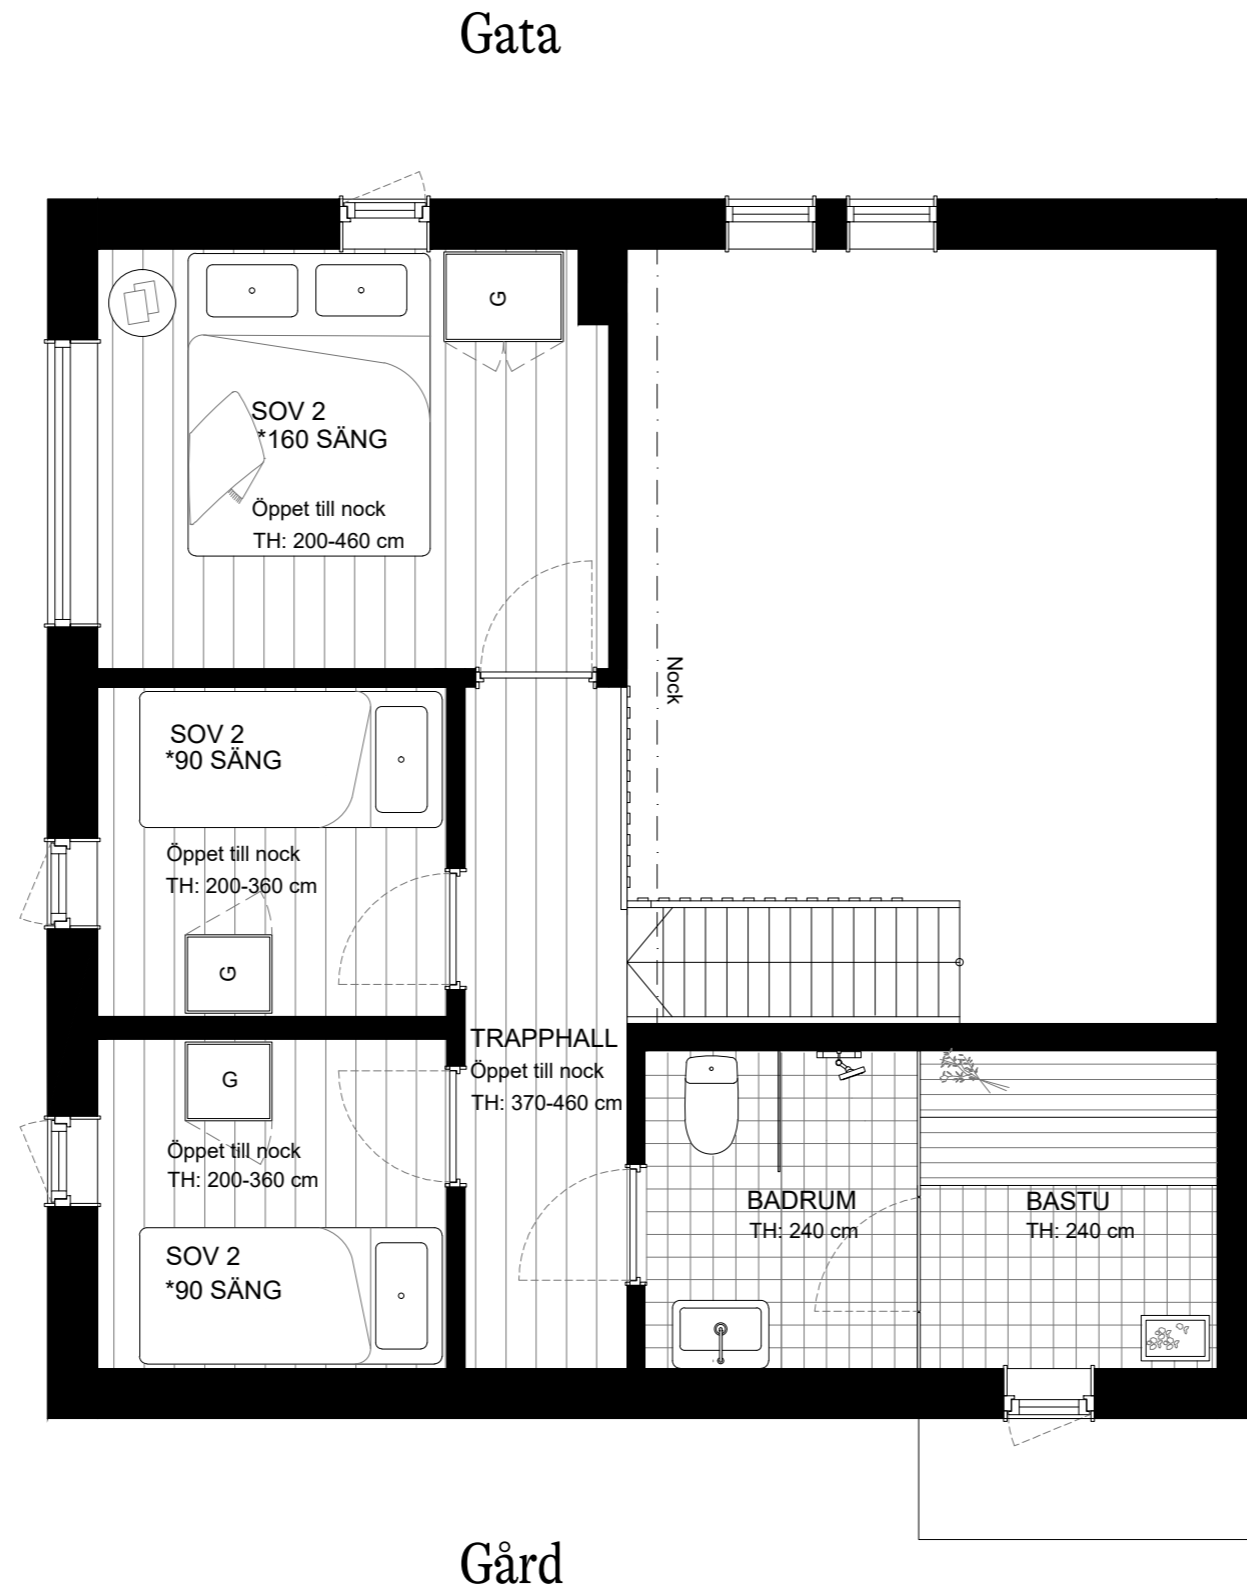 Gata
G
SOV 2
*160 SÄNG
Öppet till nock
TH: 200-460 cm
Nock
SOV 2
*90 SÄNG
Öppet till nock
TH: 200-360 cm
G
TRAPPHALL
Öppet till nock
TH: 370-460 cm
G
Öppet till nock
TH: 200-360 cm
SOV 2
*90 SÄNG
BADRUM
TH: 240 cm
BASTU
TH: 240 cm
Gård